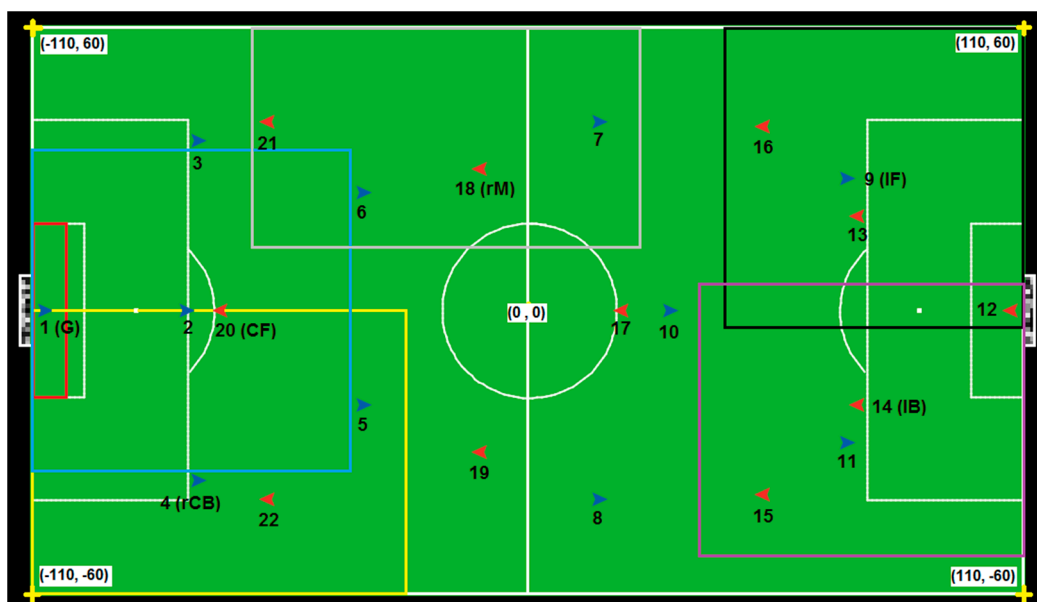 (-110, 60)
(110, 60)
21
7
16
3
18 (rM)
9 (IF)
6
13
1 (G)
2
20 (CF)
(0 , 0)
17
10
12
5
14 (IB)
19
11
4 (rCB)
22
8
15
(-110, -60)
(110, -60)